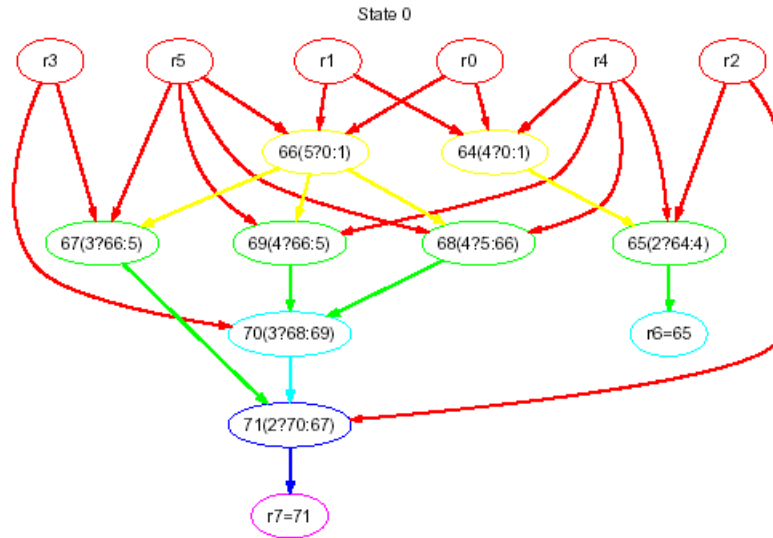 State 0
r3
r5
r1
r0
r4
r2
66(5?0:1)
64(4?0:1)
67(3?66:5)
69(4?66:5)
68(4?5:66)
65(2?64:4)
70(3?68:69)
r6=65
71(2?70:67)
r7=71